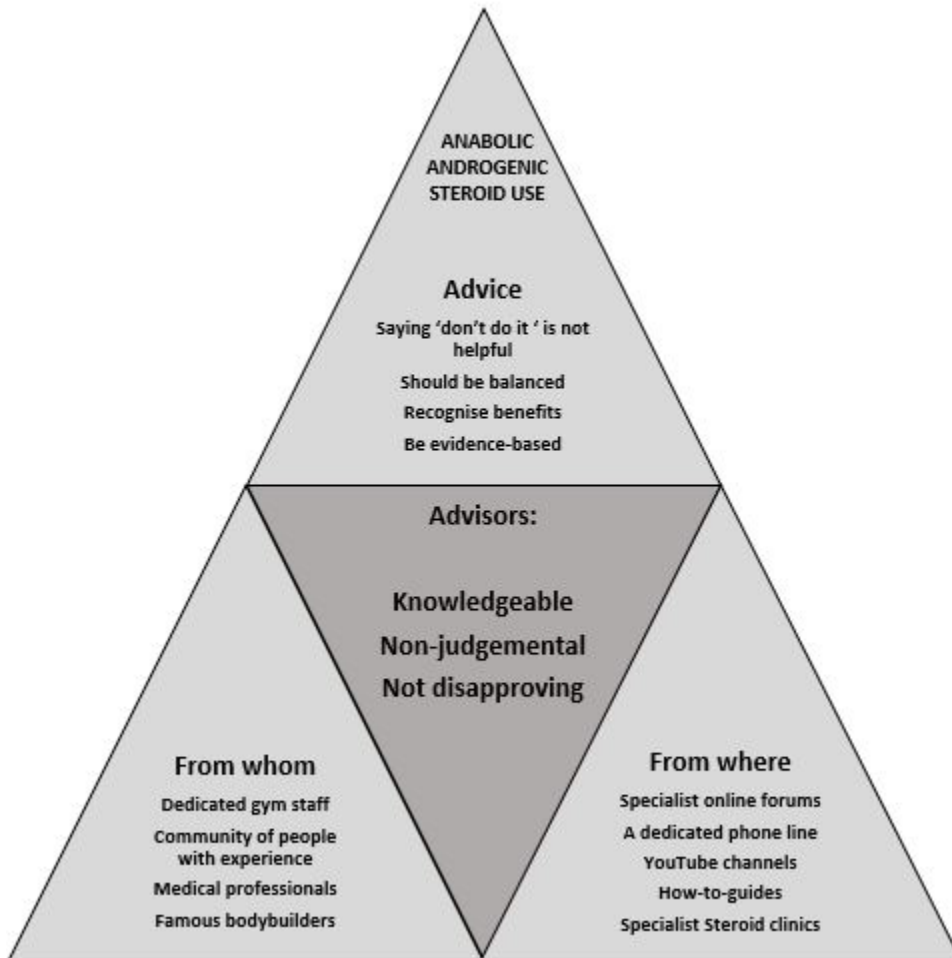 ANABOLIC
ANDROGENIC
STEROID USE
Advice
Saying ‘don’t do it ‘ is not
helpful
Should be balanced
Recognise benefits
Be evidence-based
Advisors:
Knowledgeable
Non-judgemental
Not disapproving
From whom
Dedicated gym staff
Community of people
with experience
Medical professionals
Famous bodybuilders
From where
Specialist online forums
A dedicated phone line
YouTube channels
How-to-guides
Specialist Steroid clinics